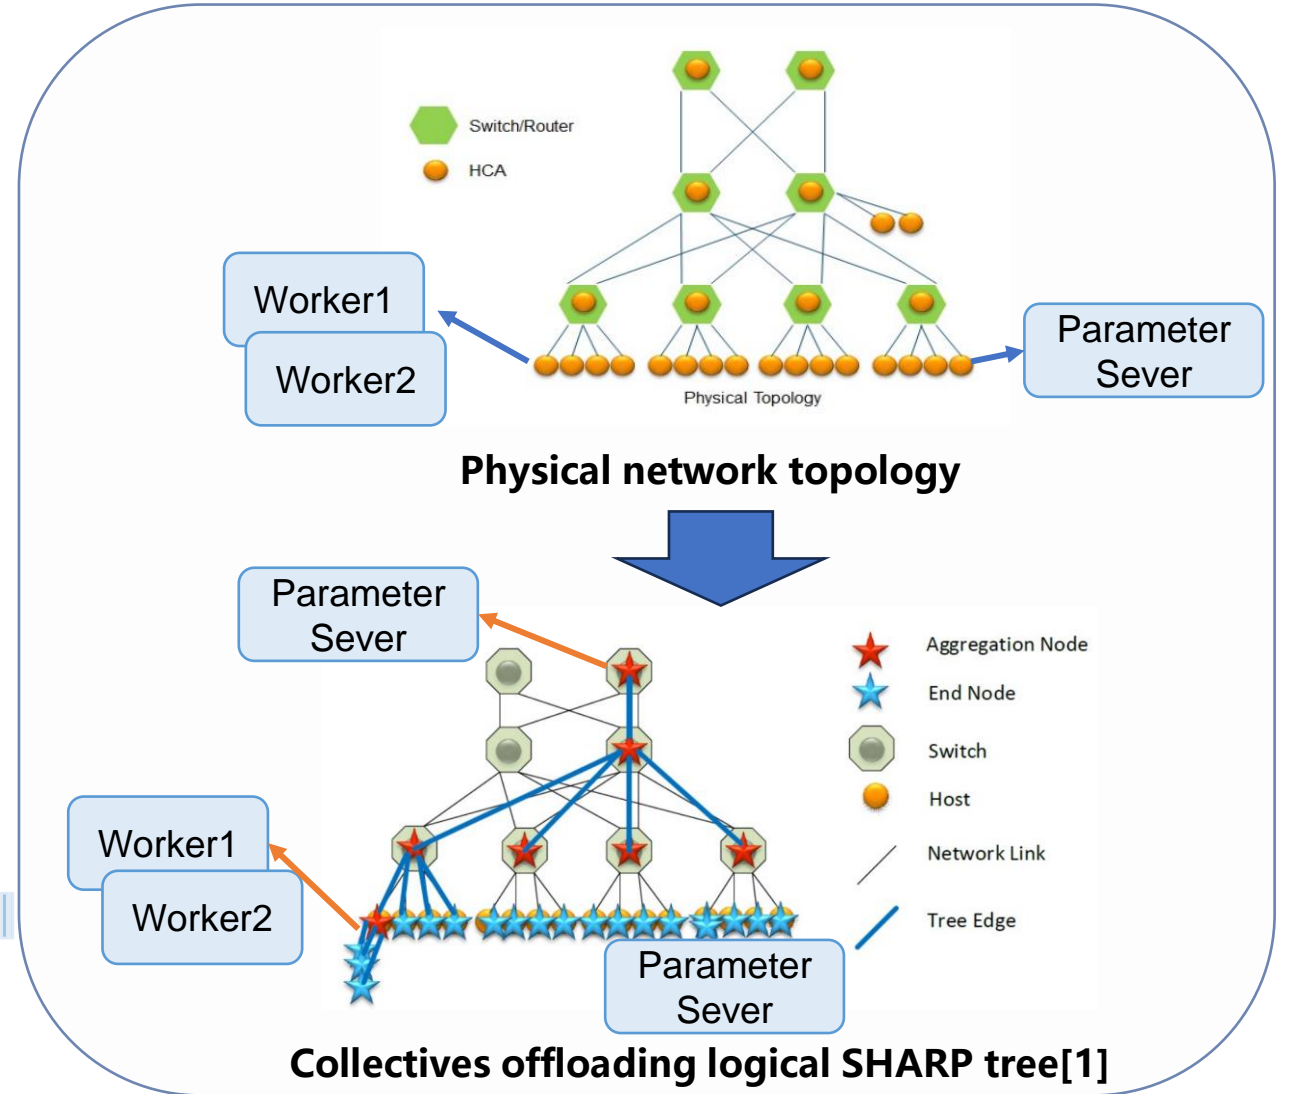 Switch/Router
HCA
Worker1
Worker2
Parameter
Sever
Physical Topology
Physical network topology
Parameter
Sever
Aggregation Node
End Node
Switch
Host
Network Link
Tree Edge
Worker1
Worker2
Parameter
Sever
Collectives offloading logical SHARP tree[1]